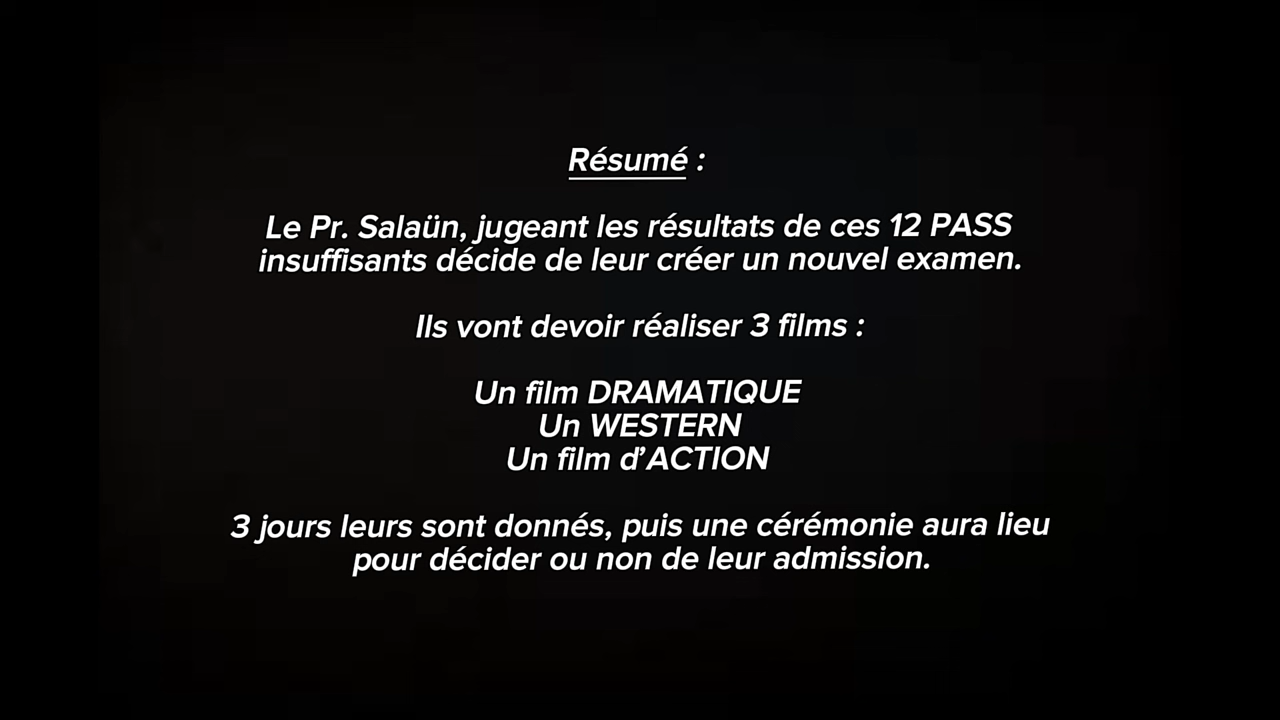 Résumé :
Le Pr. Salaün, jugeant les résultats de ces 12 PASS
insuffisants décide de leur créer un nouvel examen.
Ils vont devoir réaliser 3 films :
Un film DRAMATIQUE
Un WESTERN
Un film d’ACTION
3 jours leurs sont donnés, puis une cérémonie aura lieu
pour décider ou non de leur admission.